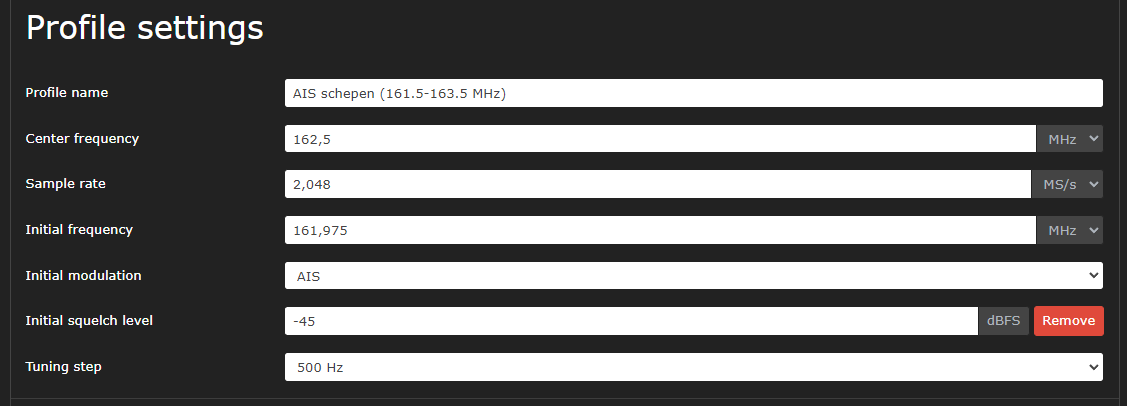 Profile settings
Profile name AIS schepen (161.5-163.5 MHz)
Center frequency 162,5 MHz
Sample rate 2,048 MS/s
Initial frequency 161,975 MHz
Initial modulation AIS
Initial squelch level -45 dBFS Remove
Tuning step 500 Hz